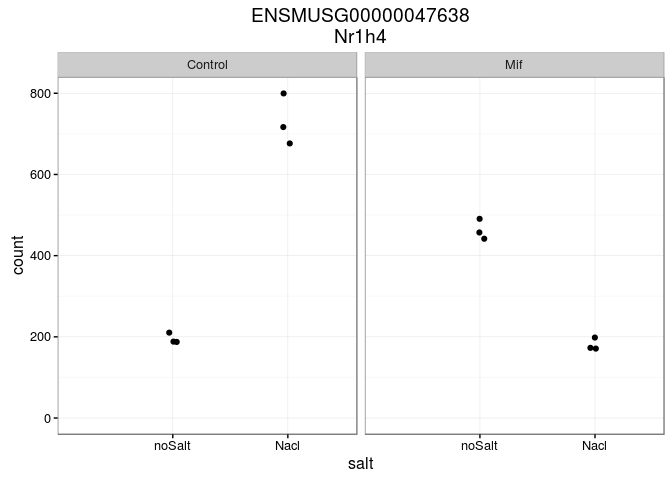 ENSMUSG00000047638
Nr1h4
Control
Mif
800
600
400
200
0
count
noSalt
Nacl
noSalt
Nacl
salt